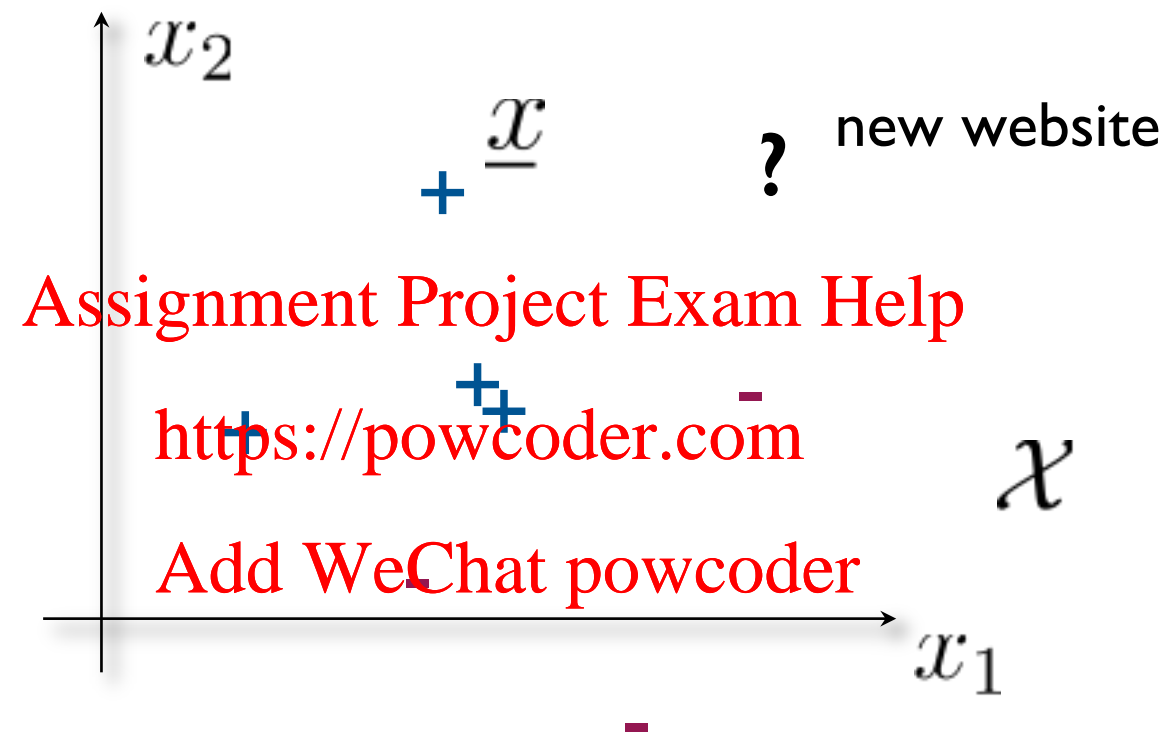 x₂
x
? new website
+
Assignment Project Exam Help
+
+
-
+
https://powcoder.com
𝒳
Add WeChat powcoder
-
x₁
-